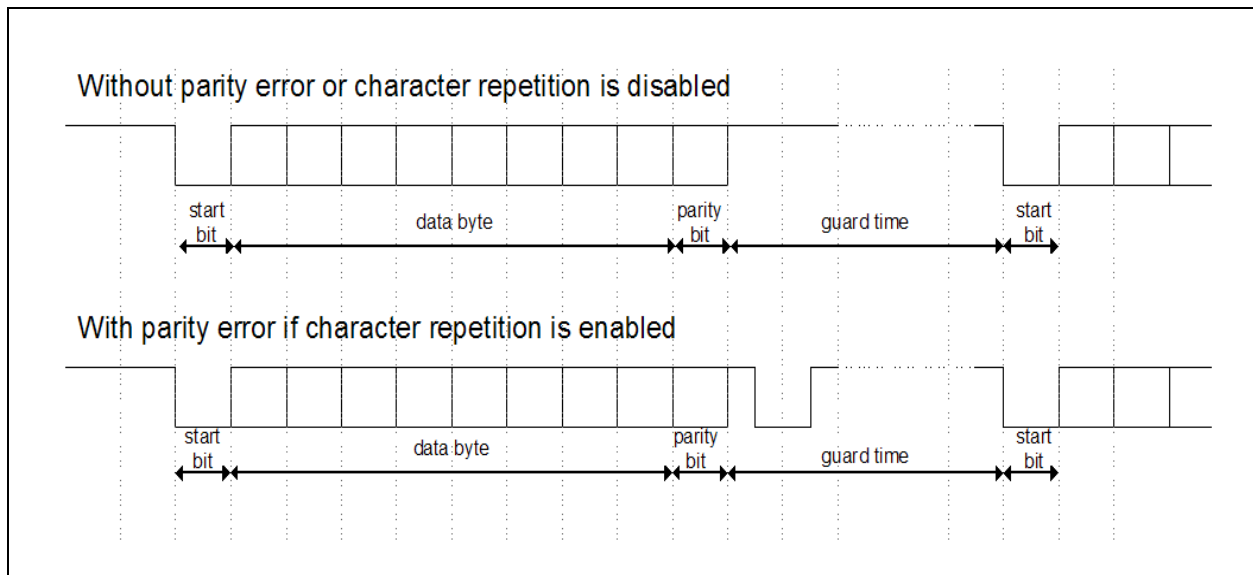 Without parity error or character repetition is disabled
start
bit
data byte
parity
bit
guard time
start
bit
With parity error if character repetition is enabled
start
bit
data byte
parity
bit
guard time
start
bit